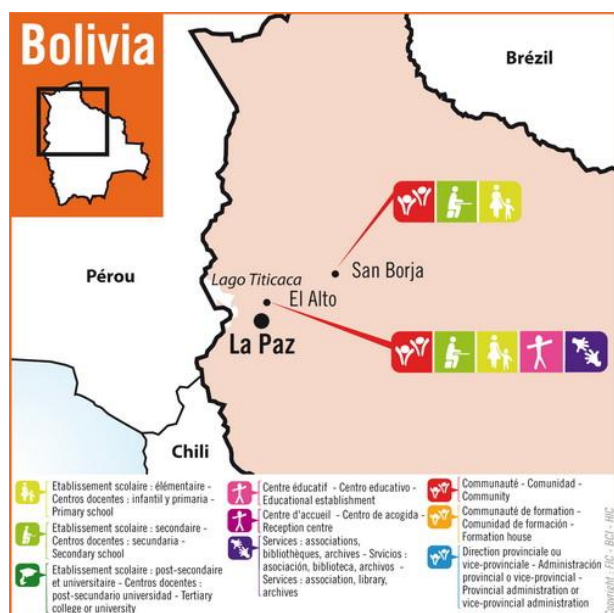 Bolivia
Brézil
Pérou
Lago Titicaca
San Borja
El Alto
La Paz
Chili
Etablissement scolaire : élémentaire -
Centros docentes : infantil y primaria -
Primary school
Etablissement scolaire : secondaire -
Centros docentes : secundaria -
Secondary school
Etablissement scolaire : post-secondaire
et universitaire - Centros docentes :
post-secundario universidad - Tertiary
college or university
Centre éducatif - Centro educativo -
Educational establishment
Centre d'accueil - Centro de acogida -
Reception centre
Services : associations,
bibliothèques, archives - Srvicios :
asociación, biblioteca, archivos -
Services : association, library,
archives
Communauté - Comunidad -
Community
Communauté de formation -
Comunidad de formación -
Formation house
Direction provinciale ou
vice-provinciale - Administración
provincial o vice-provincial -
Provincial administration or
vice-provincial administration
Copyright : FIC - BCI - HIC